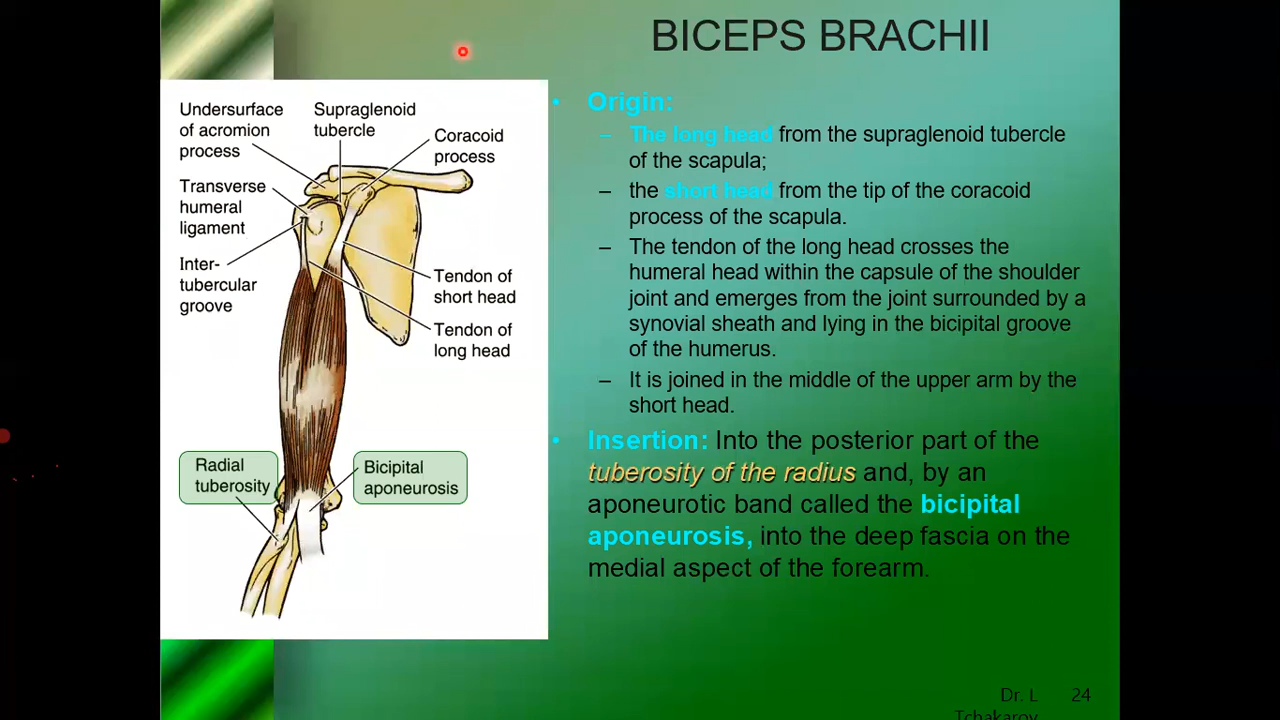 BICEPS BRACHII
Undersurface
of acromion
process
Supraglenoid
tubercle
Coracoid
process
Transverse
humeral
ligament
Inter-
tubercular
groove
Tendon of
short head
Tendon of
long head
Radial
tuberosity
Bicipital
aponeurosis
• Origin:
– The long head from the supraglenoid tubercle
of the scapula;
– the short head from the tip of the coracoid
process of the scapula.
– The tendon of the long head crosses the
humeral head within the capsule of the shoulder
joint and emerges from the joint surrounded by a
synovial sheath and lying in the bicipital groove
of the humerus.
– It is joined in the middle of the upper arm by the
short head.
• Insertion: Into the posterior part of the
tuberosity of the radius and, by an
aponeurotic band called the bicipital
aponeurosis, into the deep fascia on the
medial aspect of the forearm.
Dr. L
Tchakarov
24